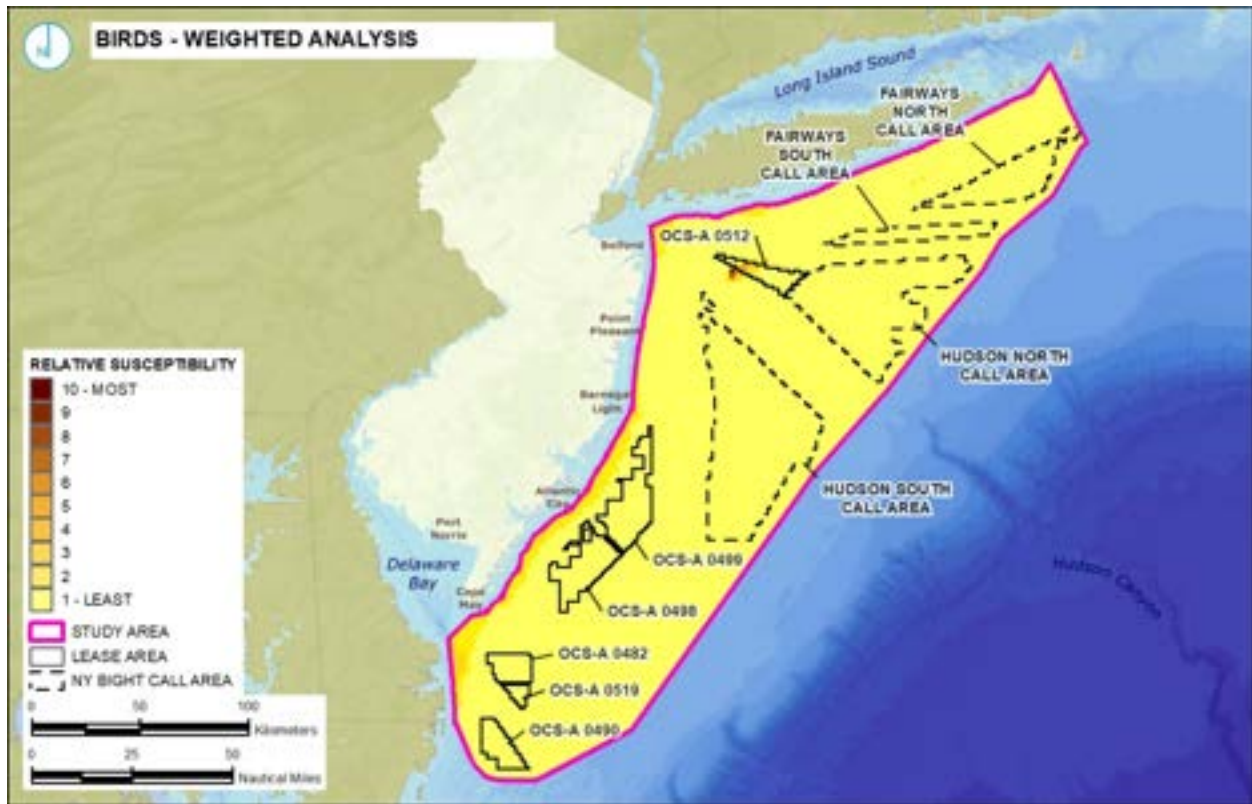 BIRDS - WEIGHTED ANALYSIS
Long Island Sound
FAIRWAYS
NORTH
CALL AREA
FAIRWAYS
SOUTH
CALL AREA
OCS-A 0512
Belford
Point
Pleasant
HUDSON NORTH
CALL AREA
Barnegat
Light
HUDSON SOUTH
CALL AREA
Atlantic
City
Port
Norris
OCS-A 0499
Delaware
Bay
Cape
May
Hudson Canyon
OCS-A 0498
OCS-A 0482
OCS-A 0519
OCS-A 0490
RELATIVE SUSCEPTIBILITY
10 - MOST
9
8
7
6
5
4
3
2
1 - LEAST
STUDY AREA
LEASE AREA
NY BIGHT CALL AREA
0 50 100
Kilometers
0 25 50
Nautical Miles